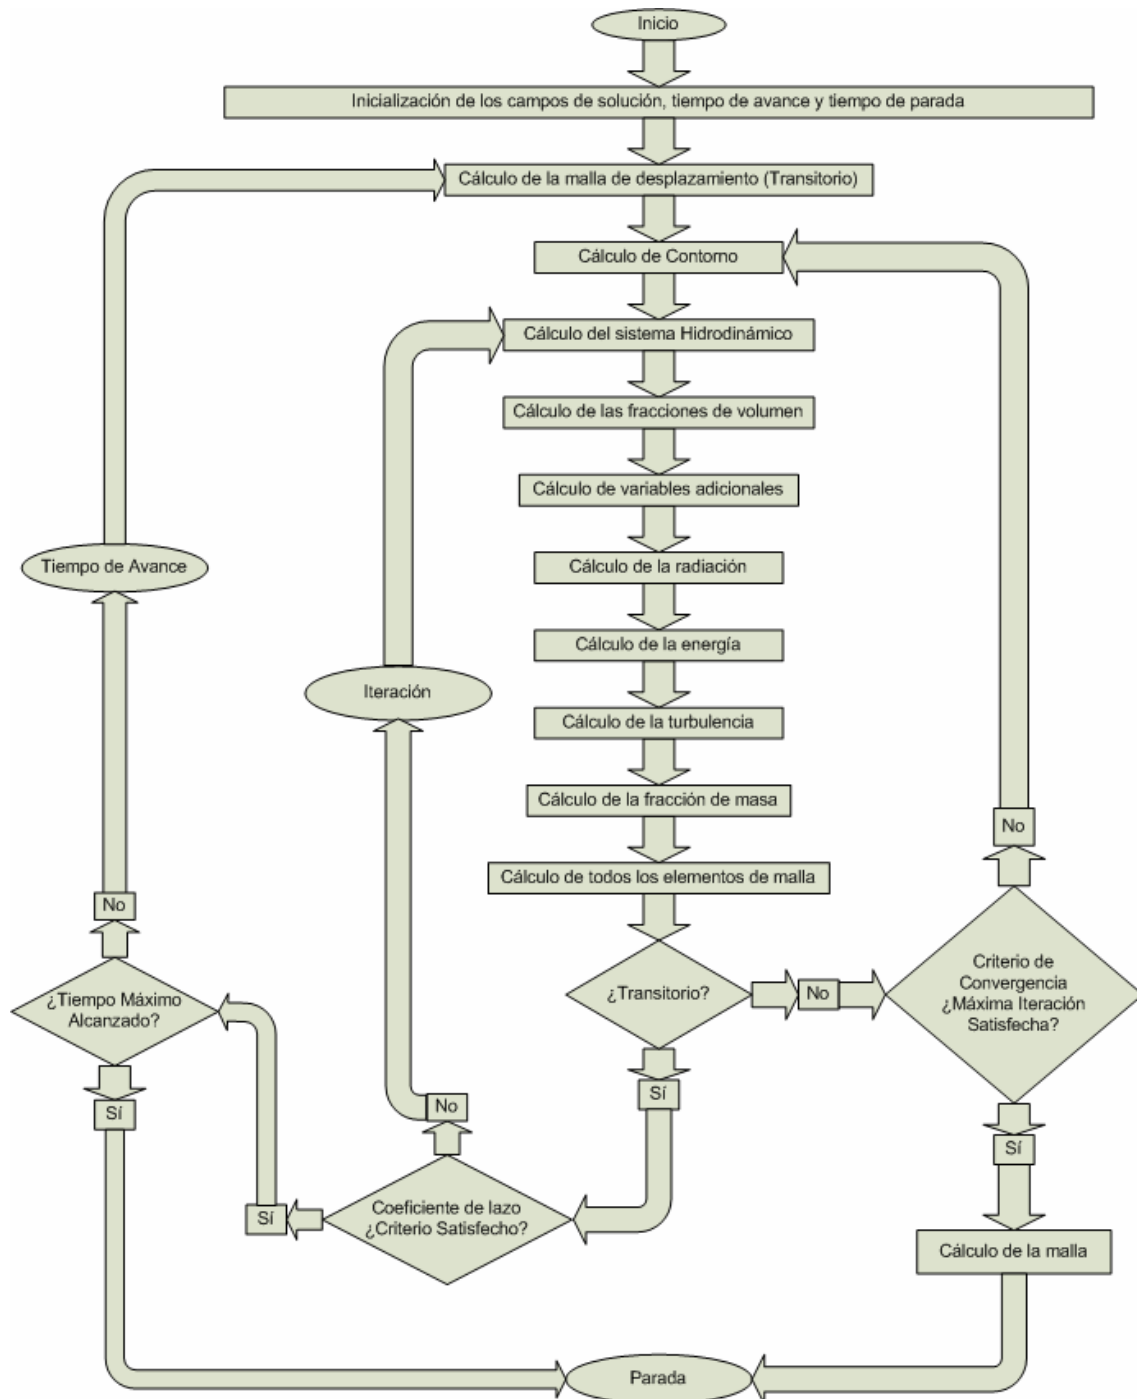 Inicio
Inicialización de los campos de solución, tiempo de avance y tiempo de parada
Cálculo de la malla de desplazamiento (Transitorio)
Cálculo de Contorno
Cálculo del sistema Hidrodinámico
Cálculo de las fracciones de volumen
Cálculo de variables adicionales
Cálculo de la radiación
Tiempo de Avance
Cálculo de la energía
Iteración
Cálculo de la turbulencia
Cálculo de la fracción de masa
No
Cálculo de todos los elementos de malla
No
¿Tiempo Máximo
Alcanzado?
¿Transitorio?
No
Criterio de
Convergencia
¿Máxima Iteración
Satisfecha?
Sí
Sí
No
Sí
Coeficiente de lazo
¿Criterio Satisfecho?
Sí
Cálculo de la malla
Parada